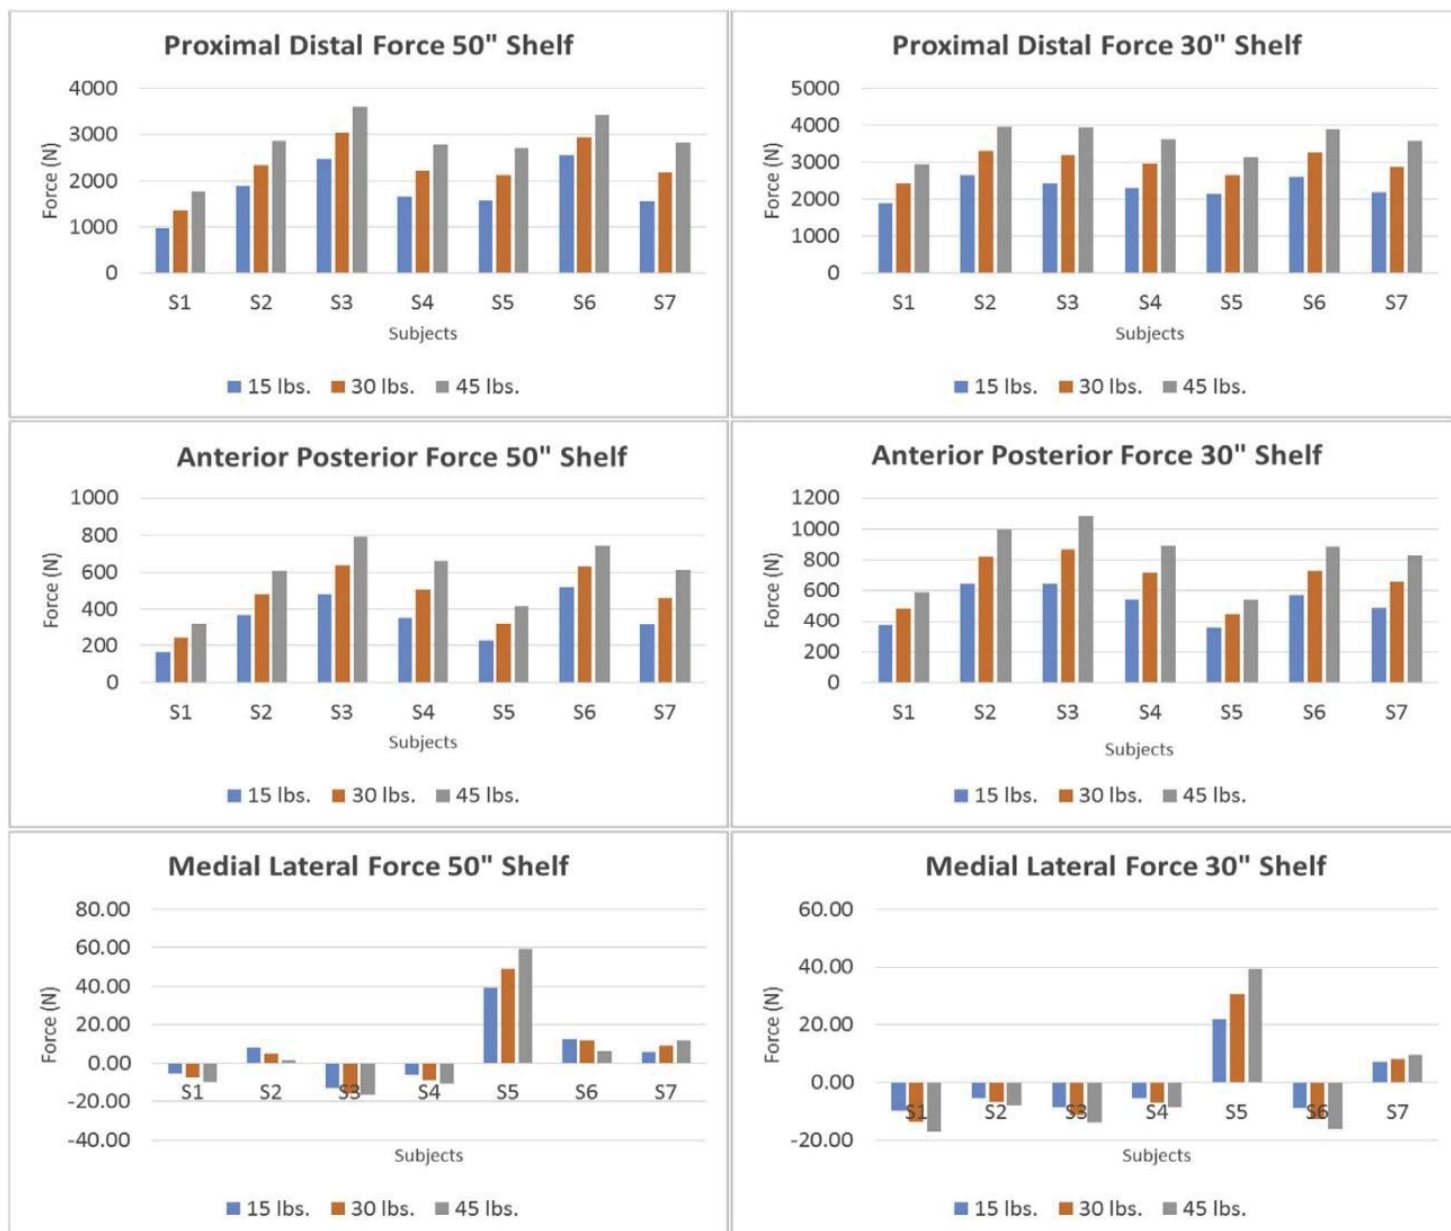 Proximal Distal Force 50" Shelf
4000
3000
2000
1000
0
Force (N)
S1 S2 S3 S4 S5 S6 S7
Subjects
15 lbs. 30 lbs. 45 lbs.
Proximal Distal Force 30" Shelf
5000
4000
3000
2000
1000
0
Force (N)
S1 S2 S3 S4 S5 S6 S7
Subjects
15 lbs. 30 lbs. 45 lbs.
Anterior Posterior Force 50" Shelf
1000
800
600
400
200
0
Force (N)
S1 S2 S3 S4 S5 S6 S7
Subjects
15 lbs. 30 lbs. 45 lbs.
Anterior Posterior Force 30" Shelf
1200
1000
800
600
400
200
0
Force (N)
S1 S2 S3 S4 S5 S6 S7
Subjects
15 lbs. 30 lbs. 45 lbs.
Medial Lateral Force 50" Shelf
80.00
60.00
40.00
20.00
0.00
-20.00
-40.00
Force (N)
S1 S2 S3 S4 S5 S6 S7
Subjects
15 lbs. 30 lbs. 45 lbs.
Medial Lateral Force 30" Shelf
60.00
40.00
20.00
0.00
-20.00
Force (N)
S1 S2 S3 S4 S5 S6 S7
Subjects
15 lbs. 30 lbs. 45 lbs.